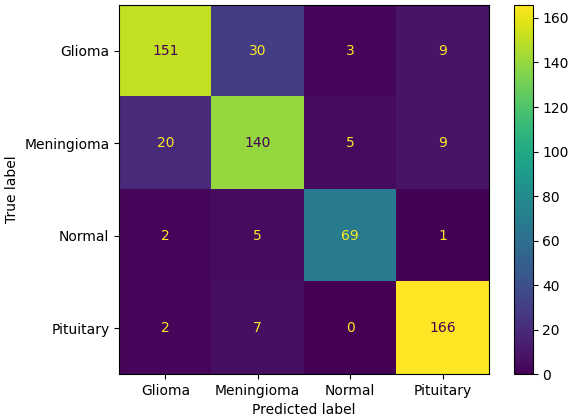 Glioma 151 30 3 9
Meningioma 20 140 5 9
Normal 2 5 69 1
Pituitary 2 7 0 166
Glioma Meningioma Normal Pituitary
Predicted label
True label
160
140
120
100
80
60
40
20
0